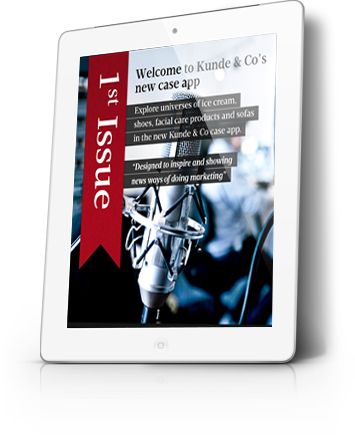 1st Issue
Welcome to Kunde & Co's
new case app
Explore universes of ice cream,
shoes, facial care products and sofas
in the new Kunde & Co case app.
"Designed to inspire and showing
news ways of doing marketing"